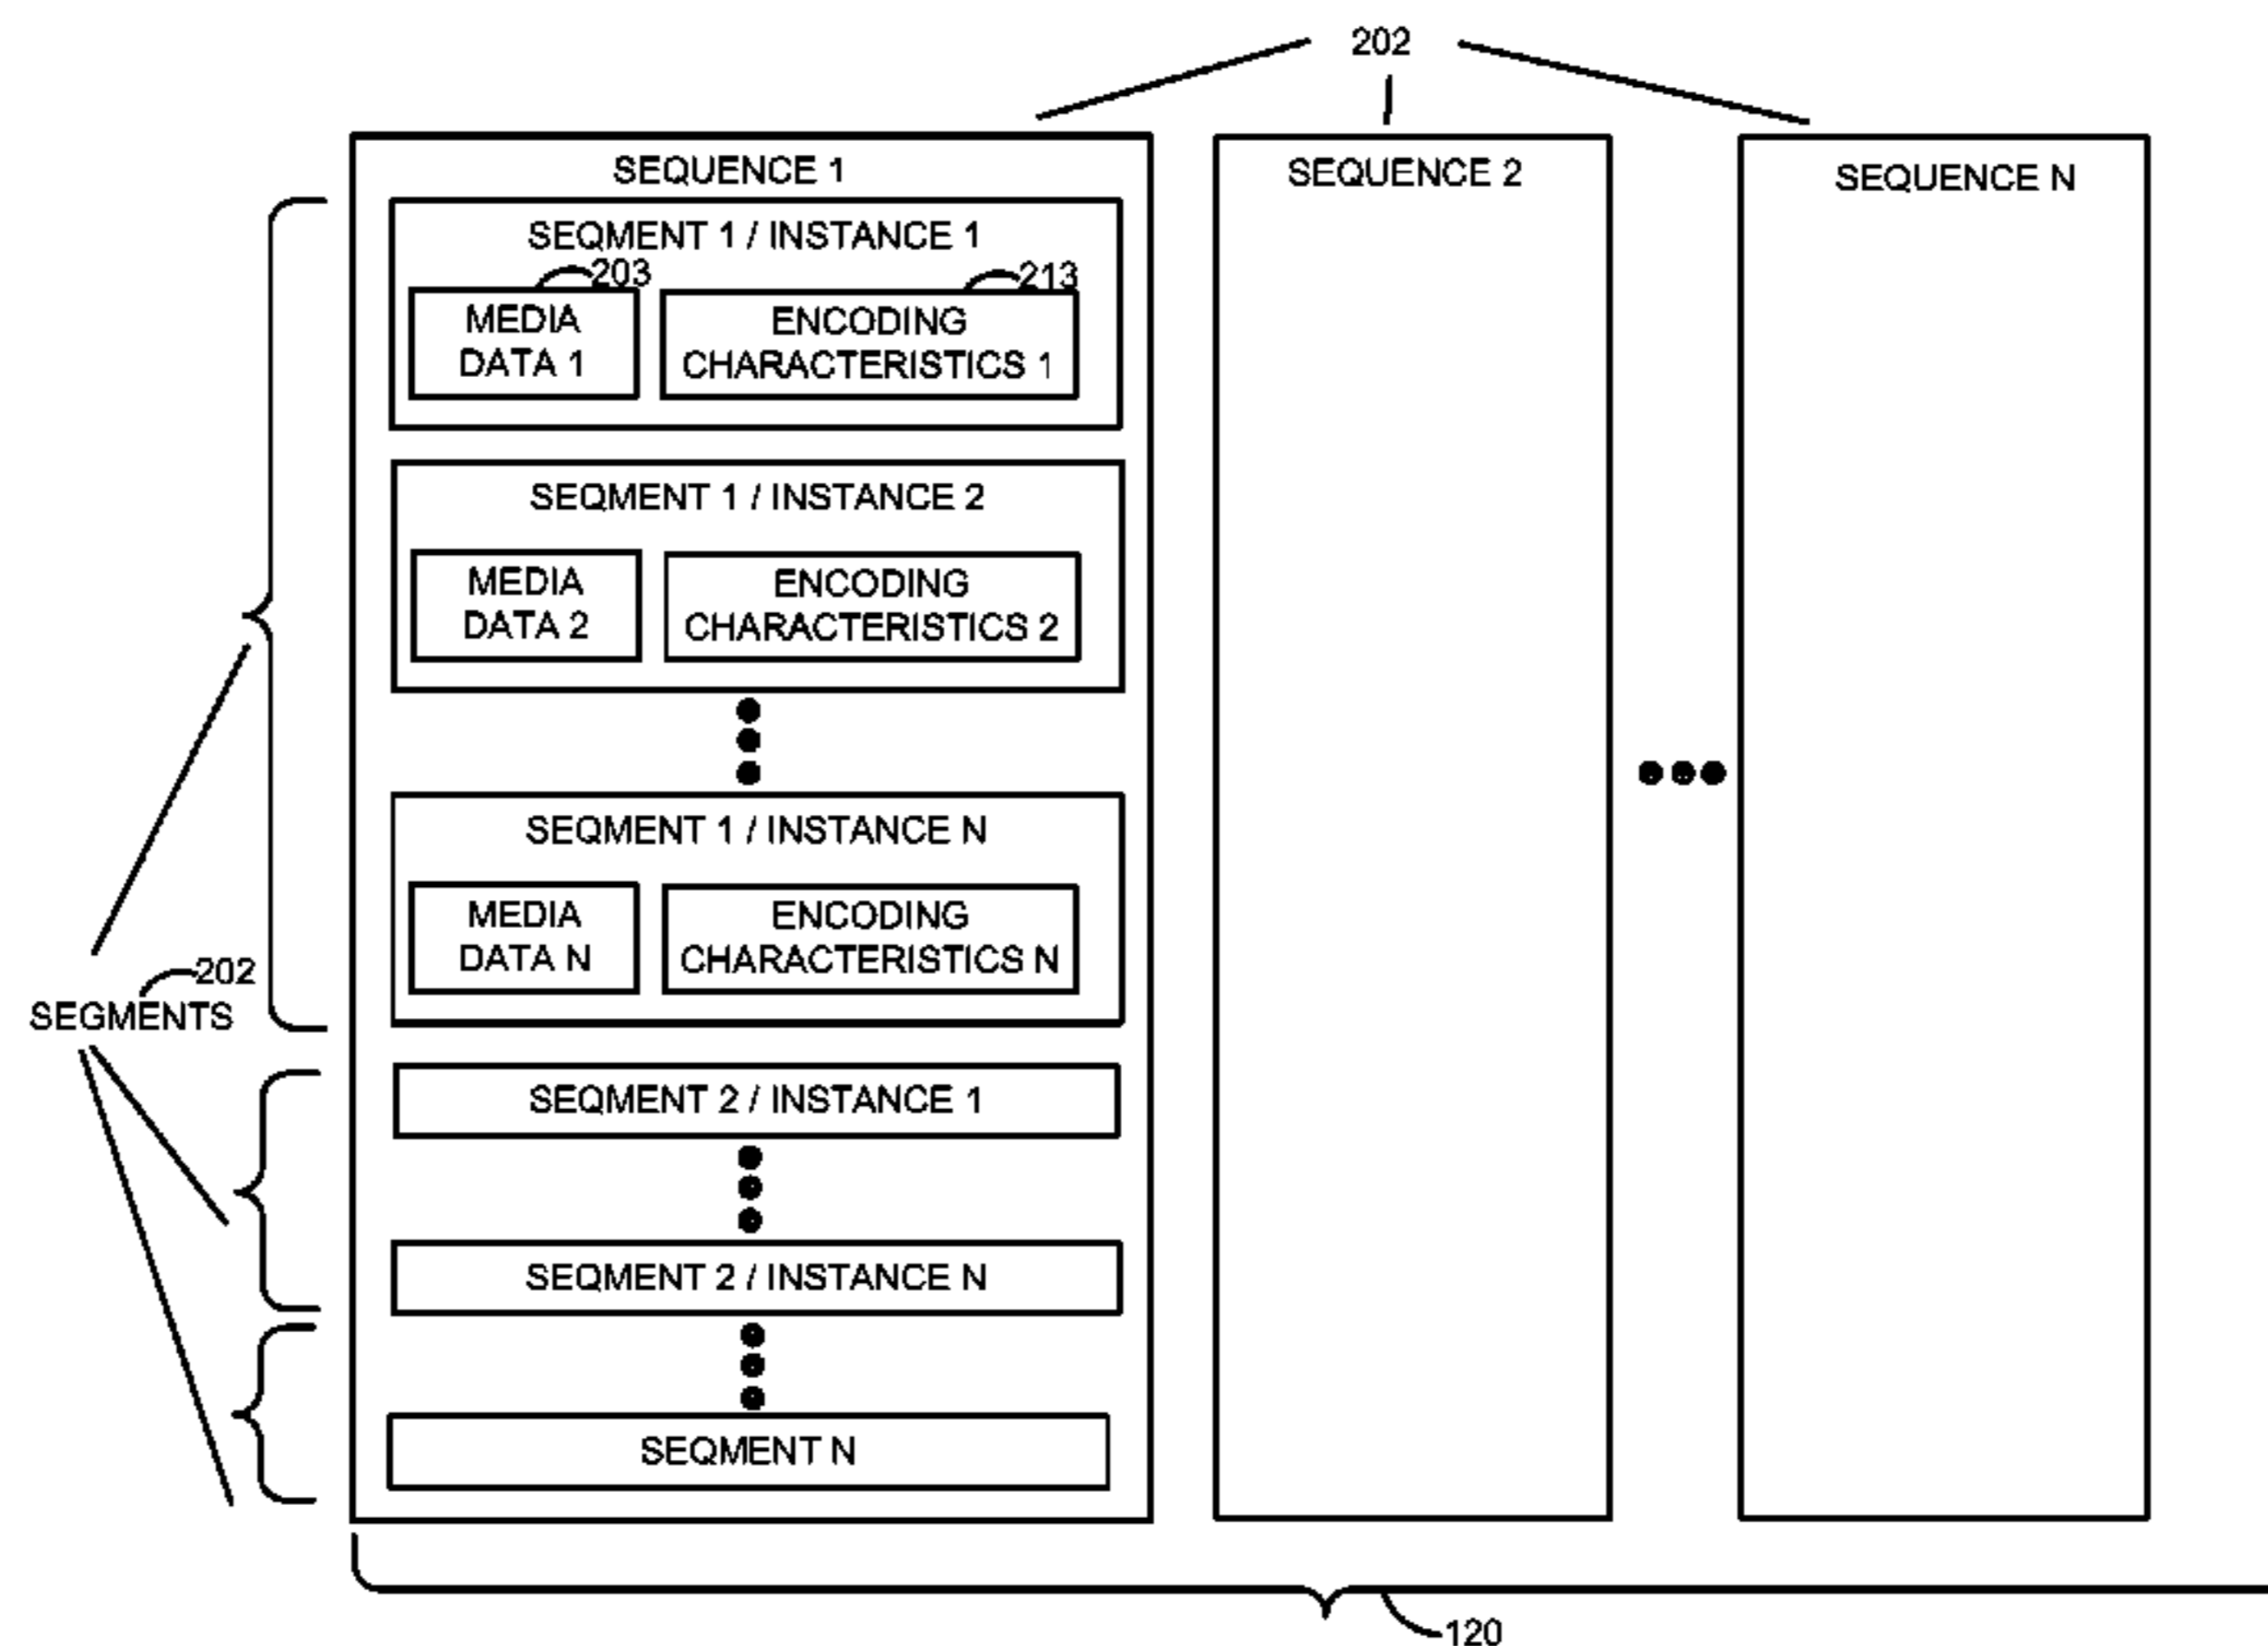 202
SEQUENCE 1
SEQUENCE 2
SEQUENCE N
SEQMENT 1 / INSTANCE 1
203
213
MEDIA
DATA 1
ENCODING
CHARACTERISTICS 1
SEQMENT 1 / INSTANCE 2
MEDIA
DATA 2
ENCODING
CHARACTERISTICS 2
SEQMENT 1 / INSTANCE N
MEDIA
DATA N
ENCODING
CHARACTERISTICS N
202
SEGMENTS
SEQMENT 2 / INSTANCE 1
SEQMENT 2 / INSTANCE N
SEQMENT N
120